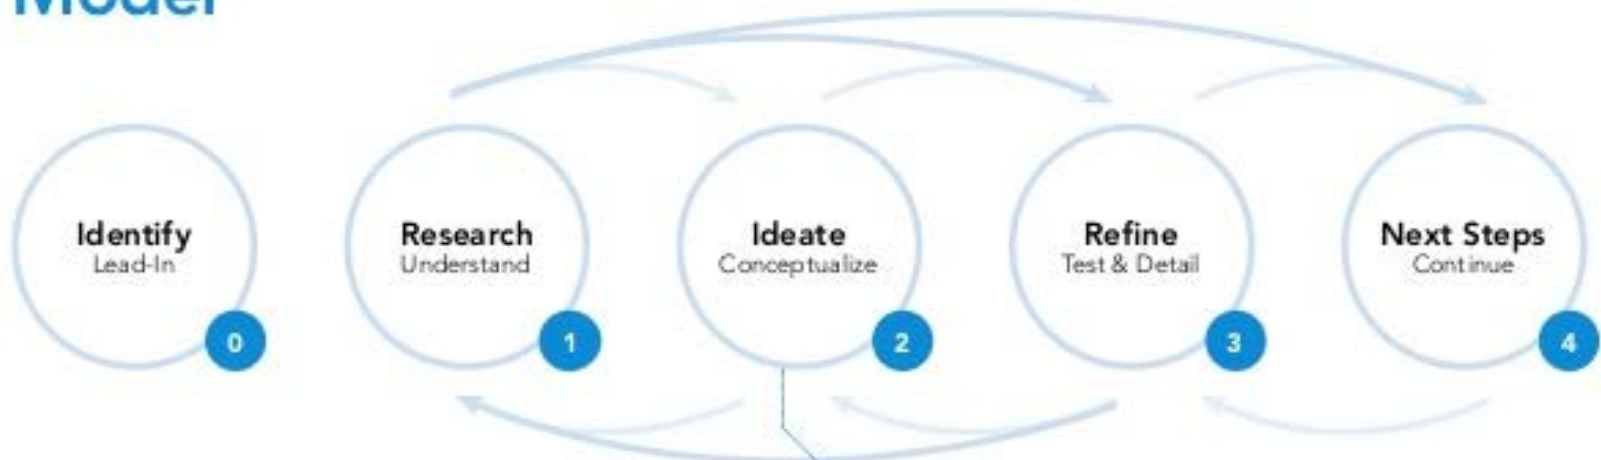 Model
Identify
Lead-In
0
Research
Understand
1
Ideate
Conceptualize
2
Refine
Test & Detail
3
Next Steps
Continue
4